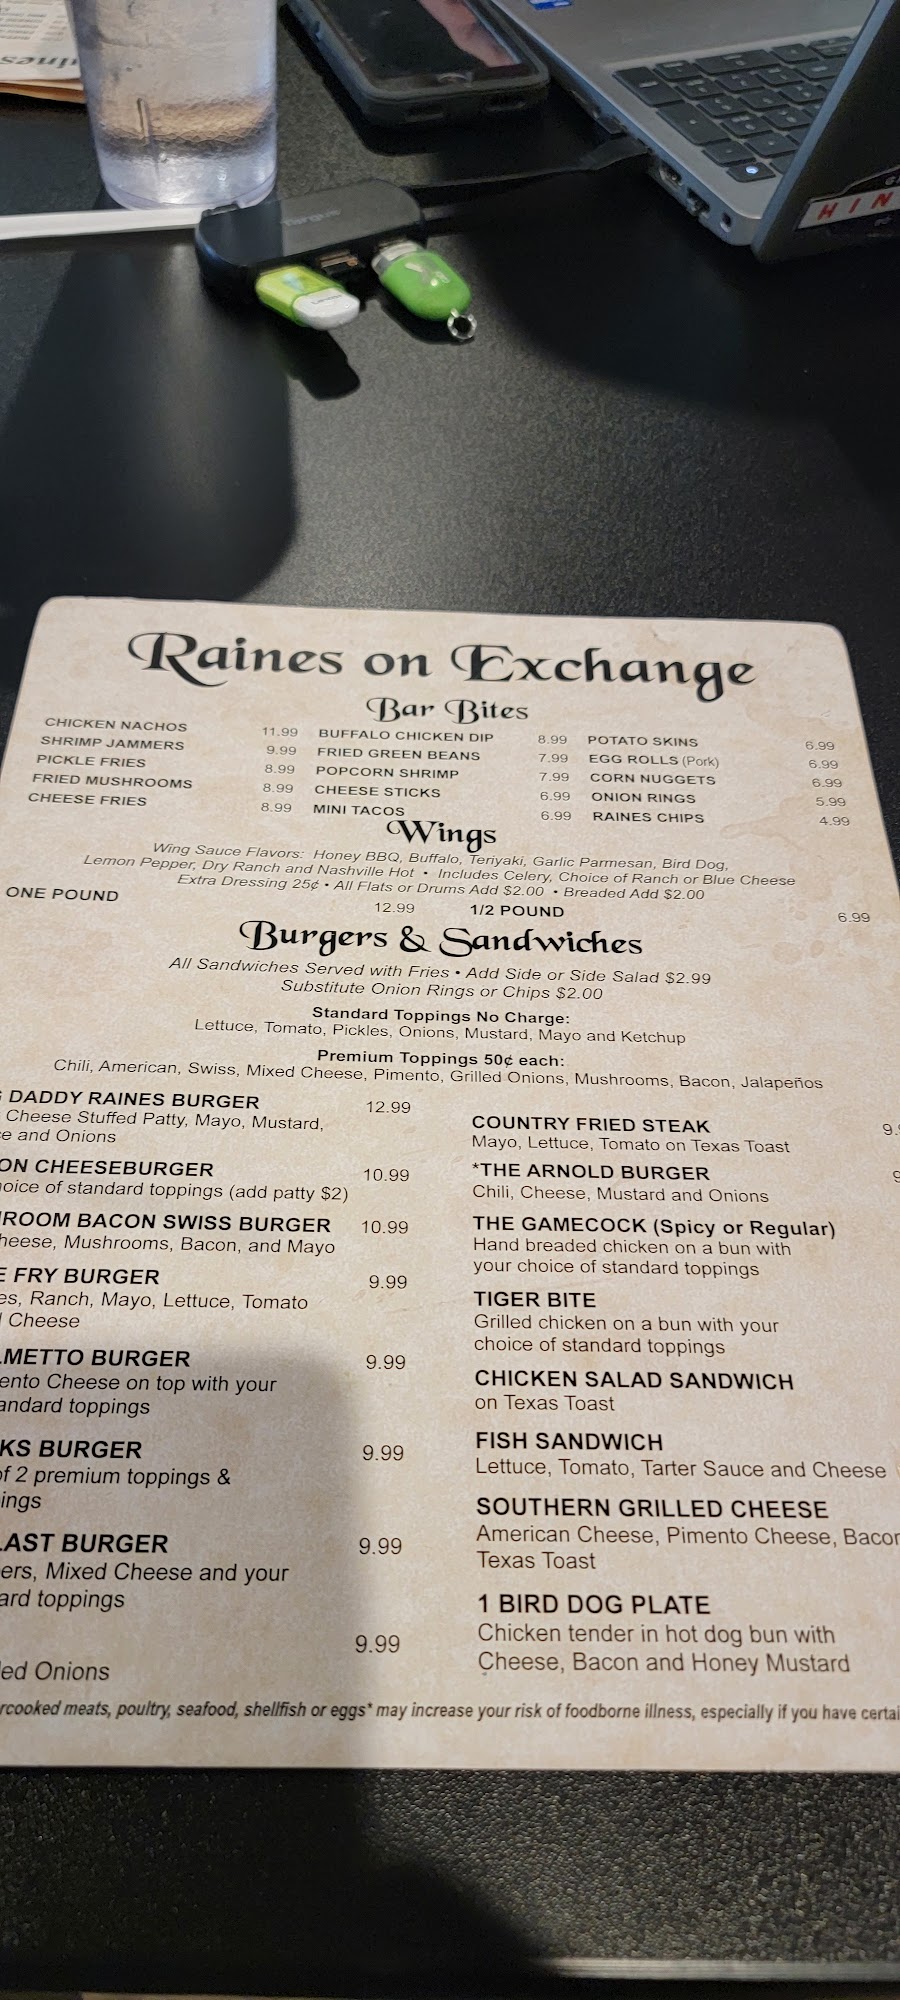 HIN
Raines on Exchange
Bar Bites
CHICKEN NACHOS 11.99
SHRIMP JAMMERS 9.99
PICKLE FRIES 8.99
FRIED MUSHROOMS 8.99
CHEESE FRIES 8.99
BUFFALO CHICKEN DIP 8.99
FRIED GREEN BEANS 7.99
POPCORN SHRIMP 7.99
CHEESE STICKS 6.99
MINI TACOS 6.99
POTATO SKINS 6.99
EGG ROLLS (Pork) 6.99
CORN NUGGETS 6.99
ONION RINGS 5.99
RAINES CHIPS 4.99
Wings
Wing Sauce Flavors: Honey BBQ, Buffalo, Teriyaki, Garlic Parmesan, Bird Dog,
Lemon Pepper, Dry Ranch and Nashville Hot • Includes Celery, Choice of Ranch or Blue Cheese
Extra Dressing 25¢ • All Flats or Drums Add $2.00 • Breaded Add $2.00
ONE POUND 12.99 1/2 POUND 6.99
Burgers & Sandwiches
All Sandwiches Served with Fries • Add Side or Side Salad $2.99
Substitute Onion Rings or Chips $2.00
Standard Toppings No Charge:
Lettuce, Tomato, Pickles, Onions, Mustard, Mayo and Ketchup
Premium Toppings 50¢ each:
Chili, American, Swiss, Mixed Cheese, Pimento, Grilled Onions, Mushrooms, Bacon, Jalapeños
DADDY RAINES BURGER 12.99
Cheese Stuffed Patty, Mayo, Mustard,
and Onions
ON CHEESEBURGER 10.99
oice of standard toppings (add patty $2)
ROOM BACON SWISS BURGER 10.99
heese, Mushrooms, Bacon, and Mayo
E FRY BURGER 9.99
es, Ranch, Mayo, Lettuce, Tomato
Cheese
METTO BURGER 9.99
ento Cheese on top with your
andard toppings
KS BURGER 9.99
of 2 premium toppings &
ings
LAST BURGER 9.99
ers, Mixed Cheese and your
ard toppings
9.99
ed Onions
COUNTRY FRIED STEAK 9.
Mayo, Lettuce, Tomato on Texas Toast
*THE ARNOLD BURGER
Chili, Cheese, Mustard and Onions
THE GAMECOCK (Spicy or Regular)
Hand breaded chicken on a bun with
your choice of standard toppings
TIGER BITE
Grilled chicken on a bun with your
choice of standard toppings
CHICKEN SALAD SANDWICH
on Texas Toast
FISH SANDWICH
Lettuce, Tomato, Tarter Sauce and Cheese
SOUTHERN GRILLED CHEESE
American Cheese, Pimento Cheese, Bacon
Texas Toast
1 BIRD DOG PLATE
Chicken tender in hot dog bun with
Cheese, Bacon and Honey Mustard
rcooked meats, poultry, seafood, shellfish or eggs* may increase your risk of foodborne illness, especially if you have certai